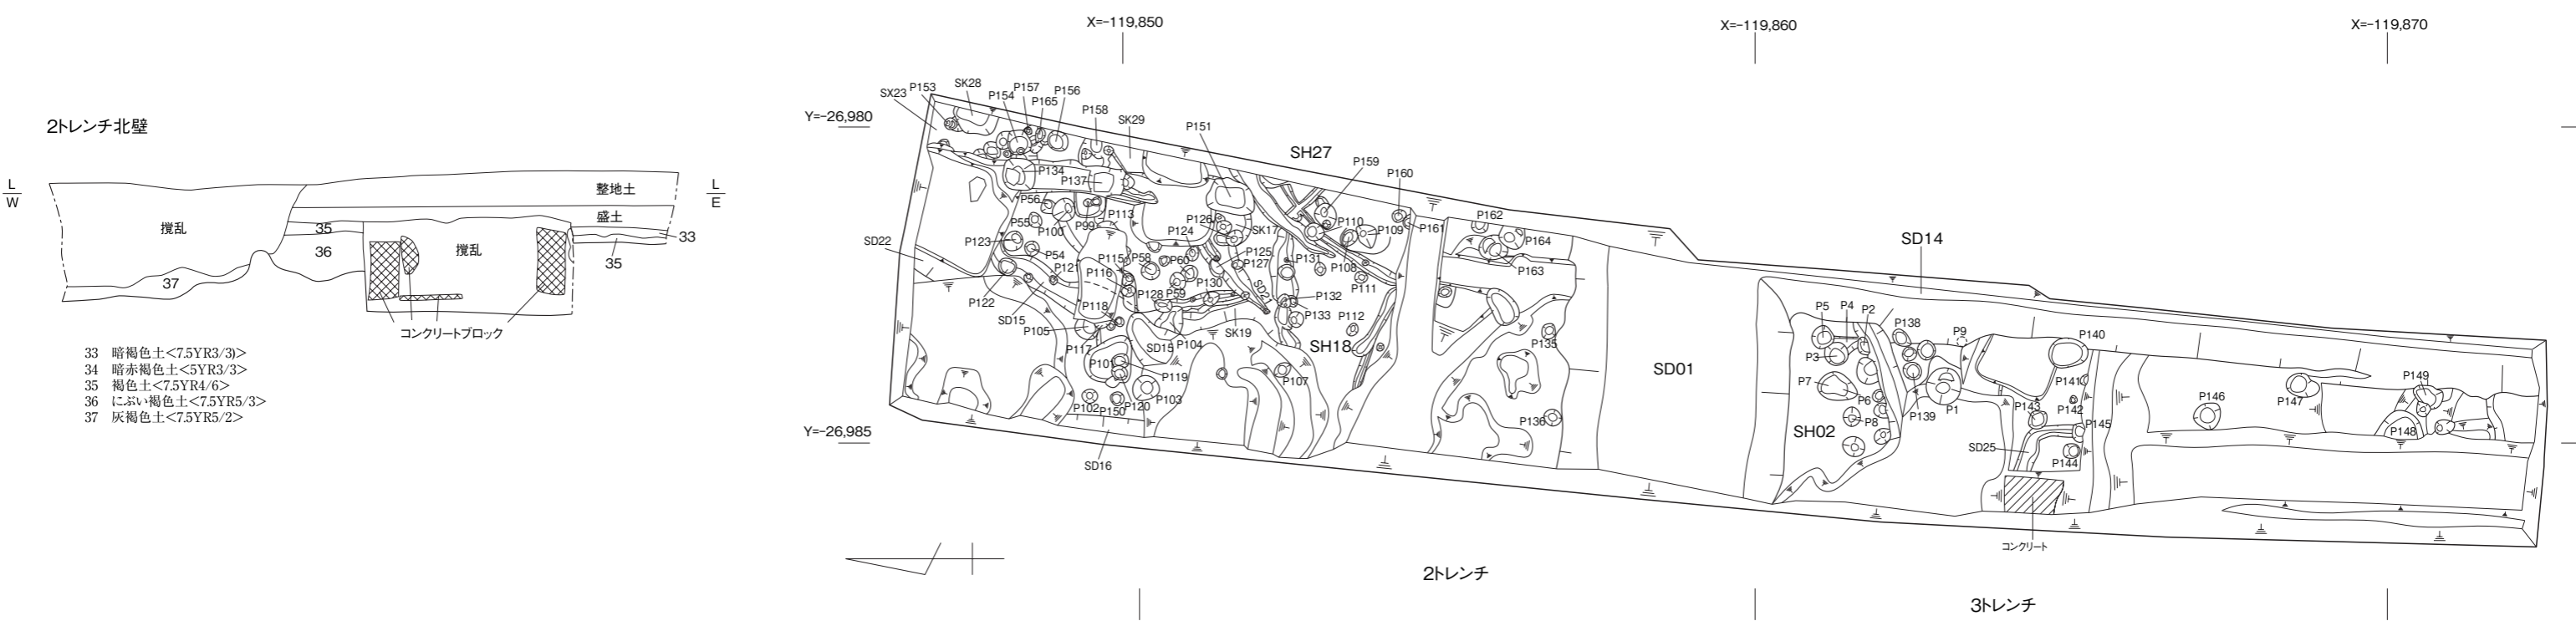 2トレンチ北壁
L
W
L
E
撹乱
整地土
盛土
35
36
37
撹乱
33
35
コンクリートブロック
33 暗褐色土<7.5YR3/3)>
34 暗赤褐色土<5YR3/3>
35 褐色土<7.5YR4/6>
36 にぶい褐色土<7.5YR5/3>
37 灰褐色土<7.5YR5/2>
X=-119,850
X=-119,860
X=-119,870
Y=-26,980
Y=-26,985
SX23
P153
SK28
P154
P157
P165
P156
P158
SK29
P151
SH27
P159
P160
P134
P137
P56
P55
P100
P99
P113
P126
P124
SK17
P110
P109
P161
P162
P164
P163
SD22
P123
P54
P121
P115
P116
P58
P60
P125
P127
P131
P108
P111
P122
SD15
P118
P128
P59
P130
SD21
P132
P133
P112
P105
P117
SD15
P104
SK19
SH18
P135
P101
P119
P107
P102
P150
P120
P103
P136
SD16
SD01
SD14
P5
P4
P2
P138
P9
P140
P3
P7
P6
P8
P139
P1
P141
P142
P143
P145
P144
SH02
SD25
P146
P147
P149
P148
コンクリート
2トレンチ
3トレンチ